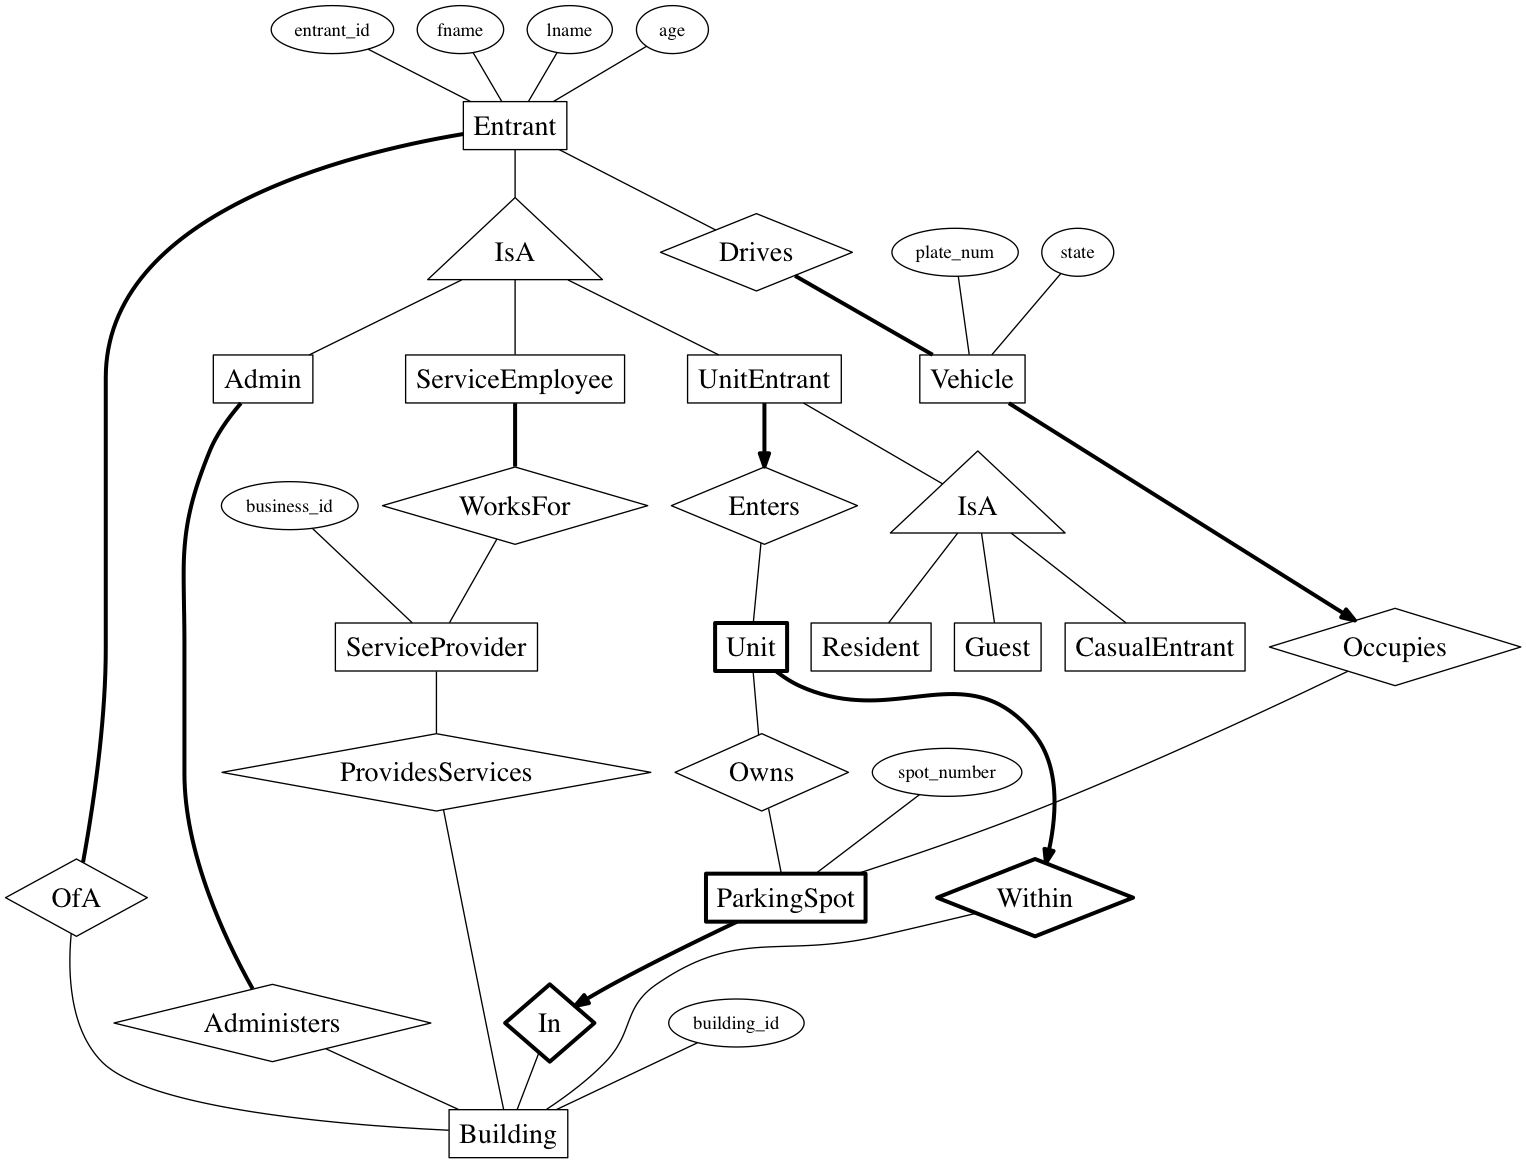 entrant_id
fname
lname
age
Entrant
IsA
Drives
plate_num
state
Admin
ServiceEmployee
UnitEntrant
Vehicle
business_id
WorksFor
Enters
IsA
ServiceProvider
Unit
Resident
Guest
CasualEntrant
Occupies
ProvidesServices
Owns
spot_number
OfA
ParkingSpot
Within
Administers
In
building_id
Building